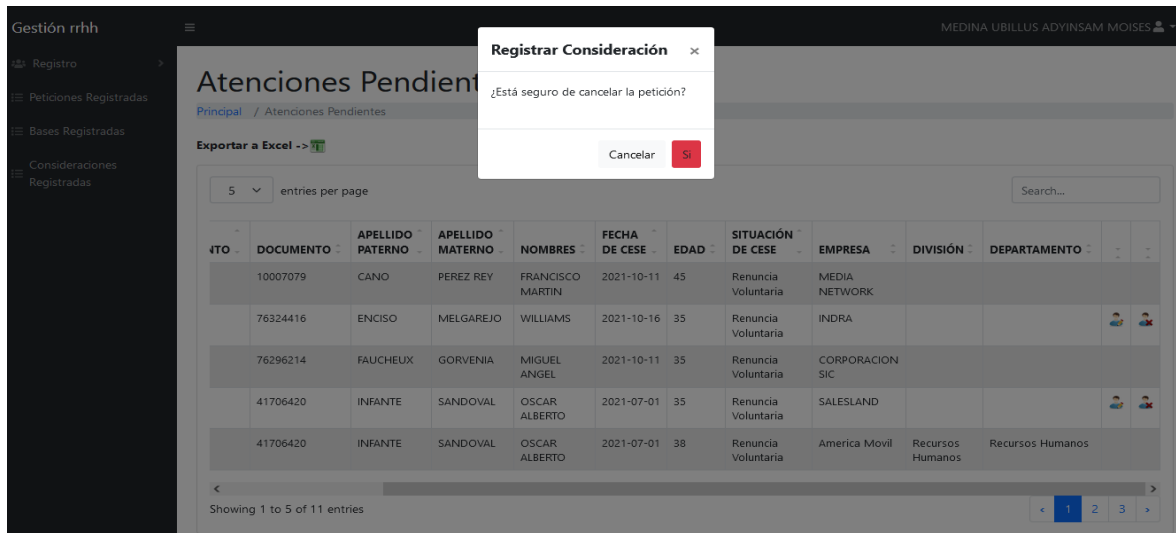 Gestión rrhh
MEDINA UBILLUS ADYINSAM MOISES
Registrar Consideración ×
¿Está seguro de cancelar la petición?
Cancelar Si
Registro >
Peticiones Registradas
Bases Registradas
Consideraciones
Registradas
Atenciones Pendient
Principal / Atenciones Pendientes
Exportar a Excel ->
5 entries per page
Search...
NTO DOCUMENTO APELLIDO PATERNO APELLIDO MATERNO NOMBRES FECHA DE CESE EDAD SITUACIÓN DE CESE EMPRESA DIVISIÓN DEPARTAMENTO
10007079 CANO PEREZ REY FRANCISCO MARTIN 2021-10-11 45 Renuncia Voluntaria MEDIA NETWORK
76324416 ENCISO MELGAREJO WILLIAMS 2021-10-16 35 Renuncia Voluntaria INDRA
76296214 FAUCHEUX GORVENIA MIGUEL ANGEL 2021-10-11 35 Renuncia Voluntaria CORPORACION SIC
41706420 INFANTE SANDOVAL OSCAR ALBERTO 2021-07-01 35 Renuncia Voluntaria SALESLAND
41706420 INFANTE SANDOVAL OSCAR ALBERTO 2021-07-01 38 Renuncia Voluntaria America Movil Recursos Humanos Recursos Humanos
Showing 1 to 5 of 11 entries
‹ 1 2 3 ›